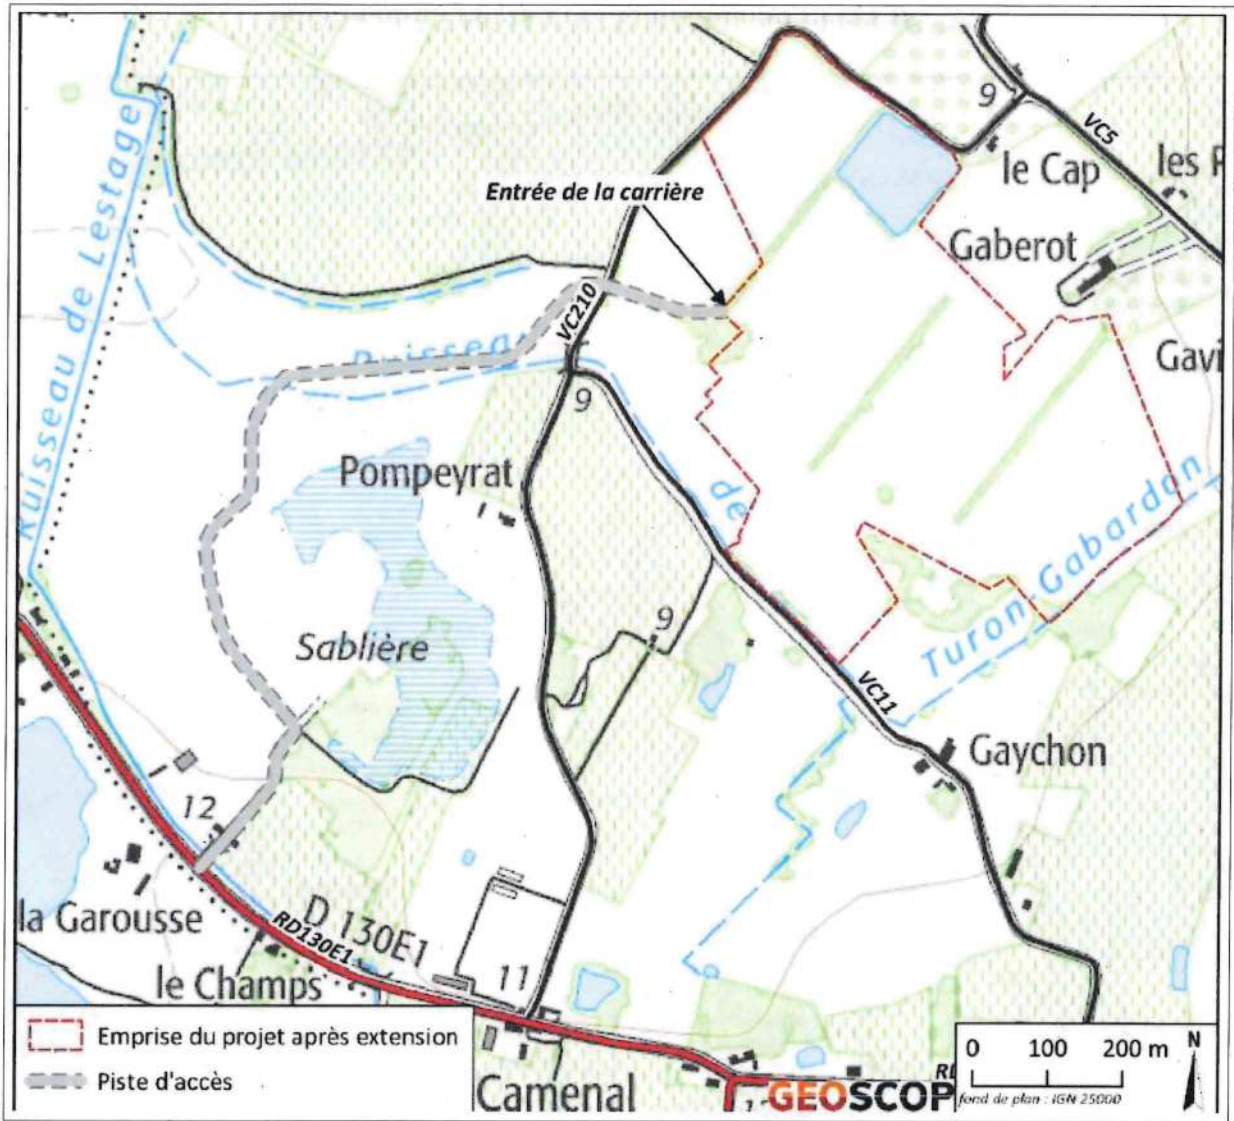 9
VC5
les
le Cap
Entrée de la carrière
Gaberot
Ruisseau de Lestage
VC210
Ruisseau
Gavi
9
Pompeyrat
de
Turon-Gabardon
Sablière
9
VC11
Gaychon
12
la Garousse
D 130E1
RD130E1
le Champs
11
Emprise du projet après extension
Piste d'accès
Camenal
0 100 200 m
N
fond de plan : IGN 25000
GEOSCOP